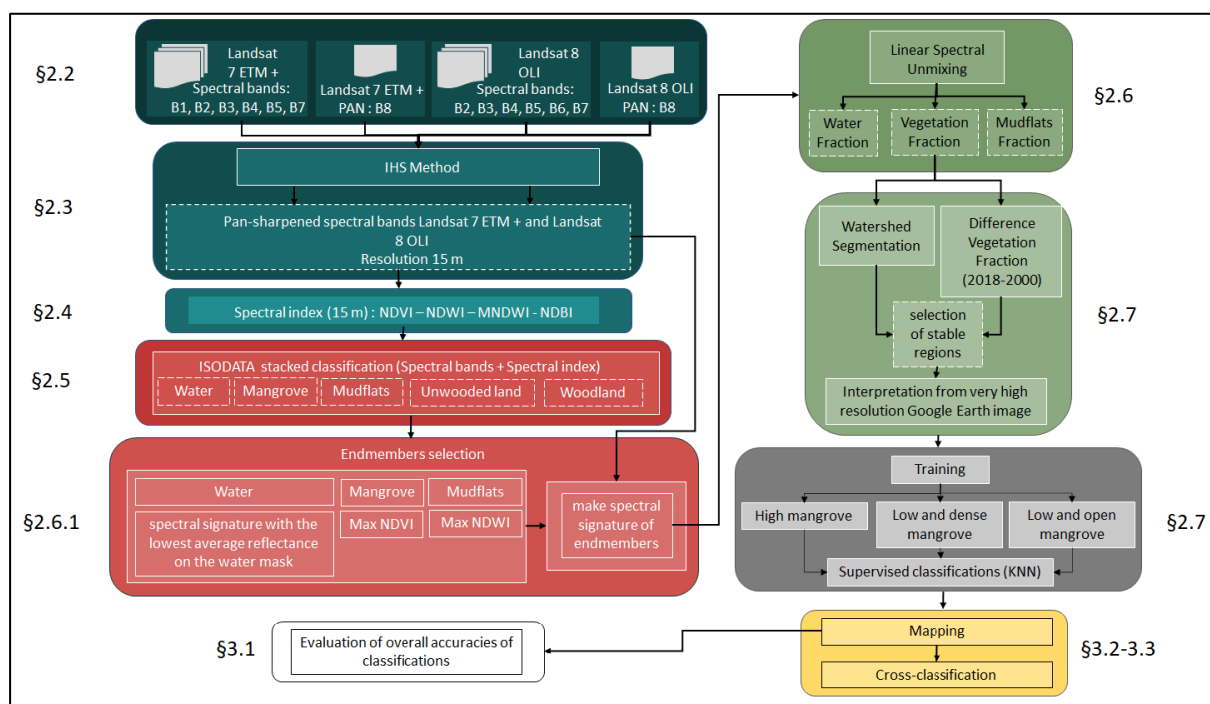 §2.2
Landsat
7 ETM +
Spectral bands:
B1, B2, B3, B4, B5, B7
Landsat 7 ETM +
PAN : B8
Landsat 8
OLI
Spectral bands:
B2, B3, B4, B5, B6, B7
Landsat 8 OLI
PAN : B8
§2.3
IHS Method
Pan-sharpened spectral bands Landsat 7 ETM + and Landsat
8 OLI
Resolution 15 m
§2.4
Spectral index (15 m) : NDVI – NDWI – MNDWI - NDBI
§2.5
ISODATA stacked classification (Spectral bands + Spectral index)
Water
Mangrove
Mudflats
Unwooded land
Woodland
§2.6.1
Endmembers selection
Water
Mangrove
Mudflats
spectral signature with the
lowest average reflectance
on the water mask
Max NDVI
Max NDWI
make spectral
signature of
endmembers
Linear Spectral
Unmixing
§2.6
Water
Fraction
Vegetation
Fraction
Mudflats
Fraction
Watershed
Segmentation
Difference
Vegetation
Fraction
(2018-2000)
§2.7
selection
of stable
regions
Interpretation from very high
resolution Google Earth image
Training
High mangrove
Low and dense
mangrove
Low and open
mangrove
§2.7
Supervised classifications (KNN)
§3.1
Evaluation of overall accuracies of
classifications
Mapping
Cross-classification
§3.2-3.3